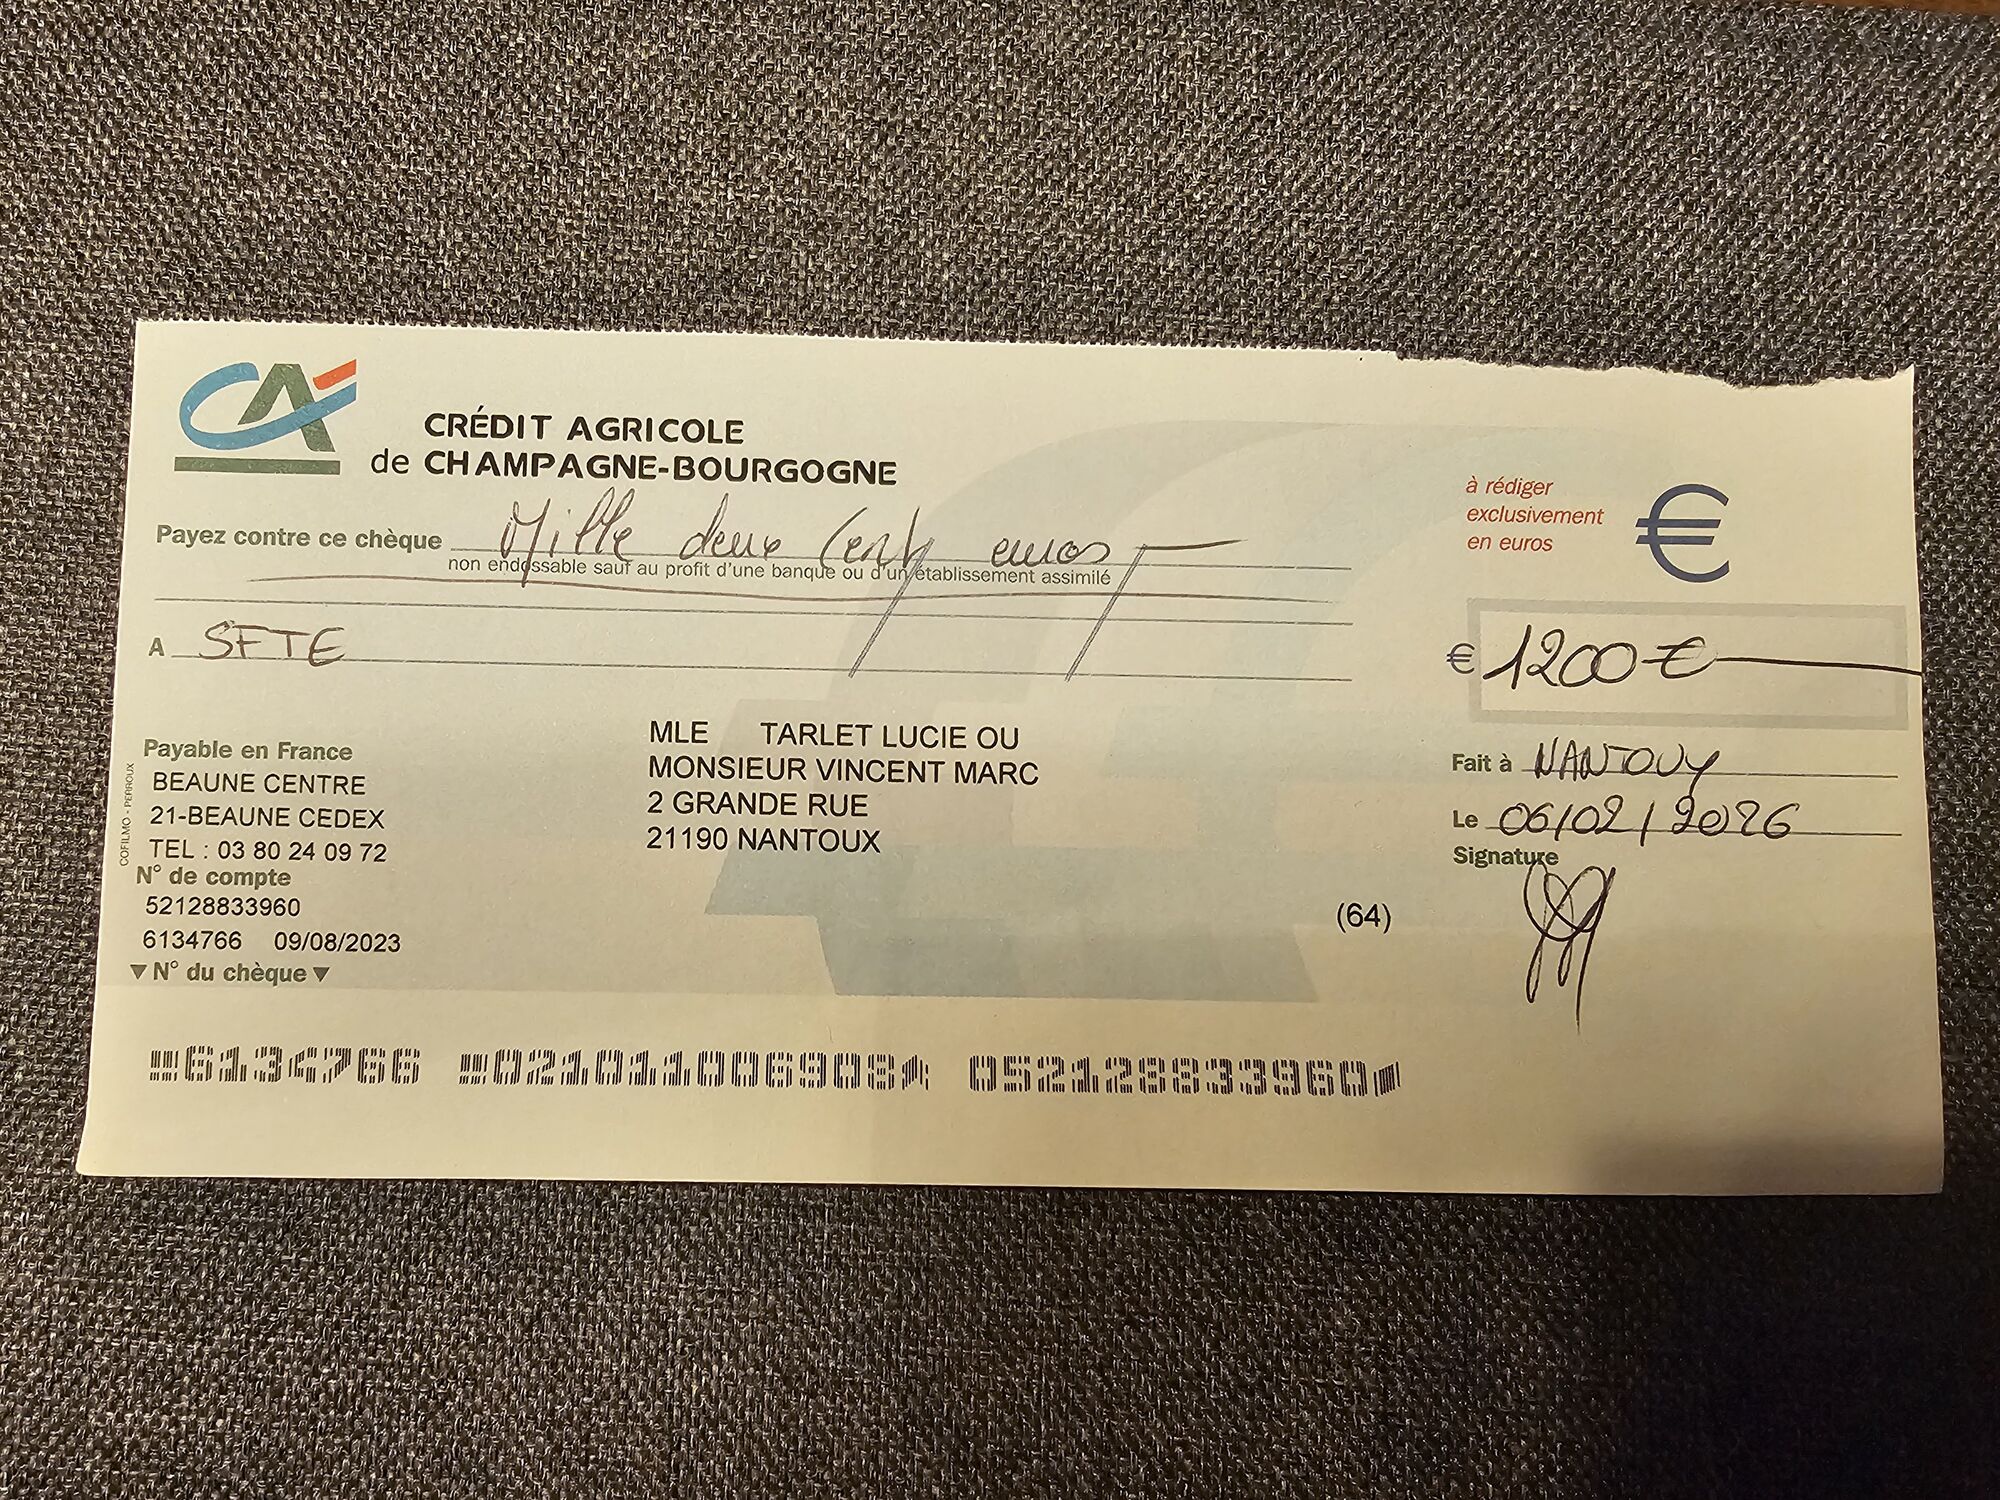 CA
CRÉDIT AGRICOLE
de CHAMPAGNE-BOURGOGNE
à rédiger
exclusivement
en euros
€
Payez contre ce chèque Mille deux cent euros
non endossable sauf au profit d'une banque ou d'un établissement assimilé
A SFTE
€ 1200 €
Payable en France
BEAUNE CENTRE
21-BEAUNE CEDEX
TEL : 03 80 24 09 72
N° de compte
52128833960
6134766 09/08/2023
▼ N° du chèque ▼
COFILMO - PERROUX
MLE TARLET LUCIE OU
MONSIEUR VINCENT MARC
2 GRANDE RUE
21190 NANTOUX
(64)
Fait à NANTOUX
Le 06/02/2026
Signature
6134766 021011006908 052128833960